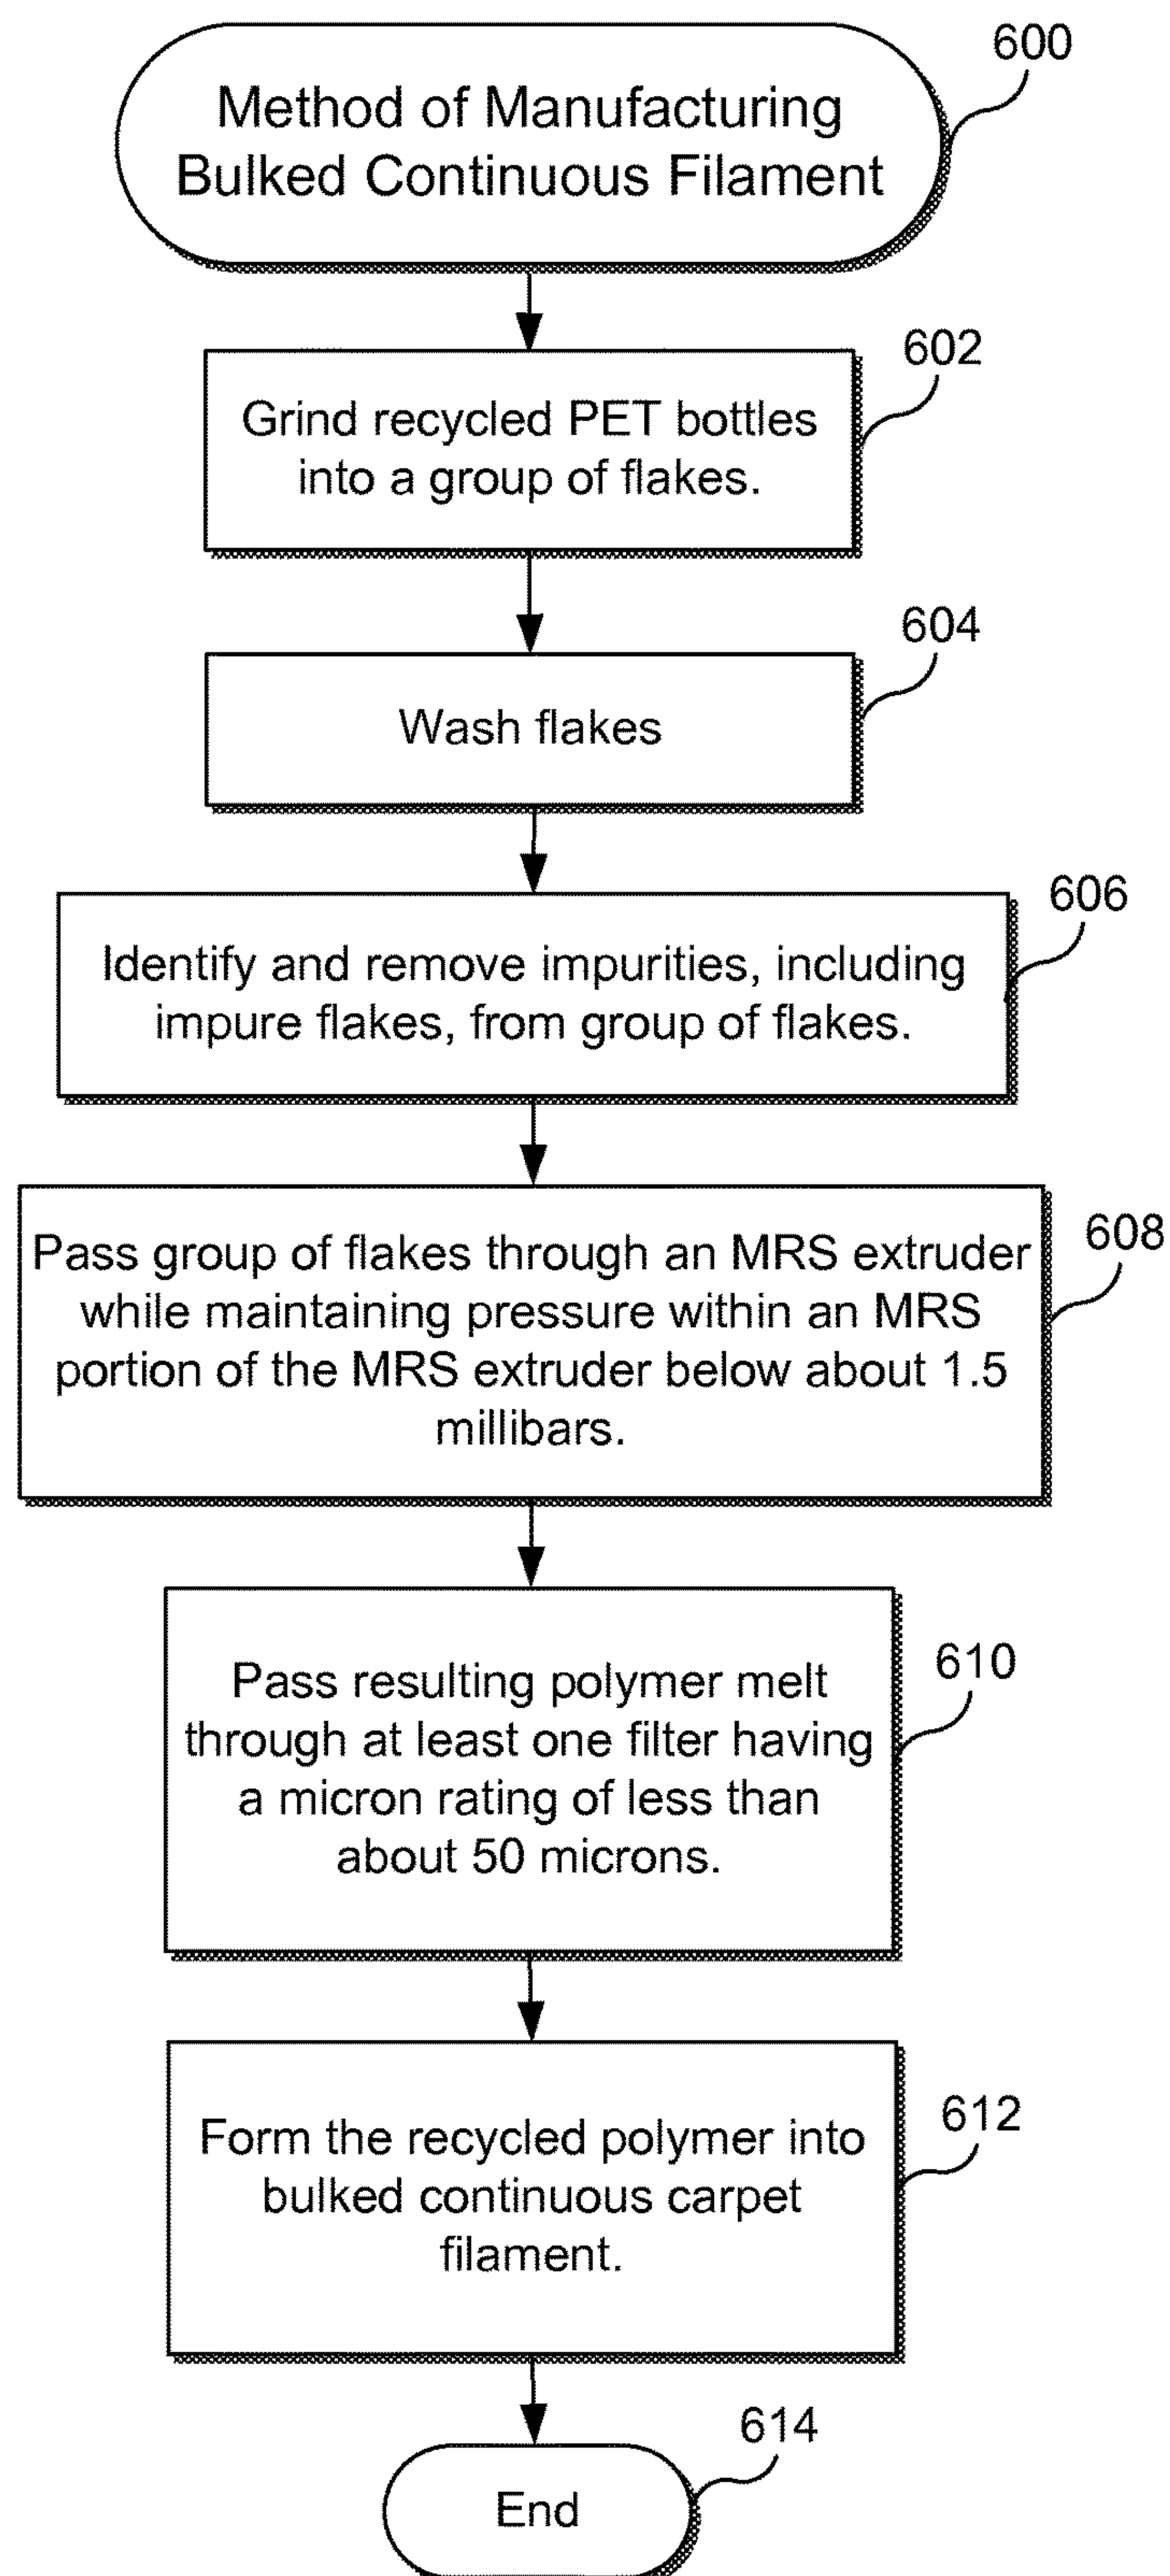 600
Method of Manufacturing
Bulked Continuous Filament
602
Grind recycled PET bottles
into a group of flakes.
604
Wash flakes
606
Identify and remove impurities, including
impure flakes, from group of flakes.
608
Pass group of flakes through an MRS extruder
while maintaining pressure within an MRS
portion of the MRS extruder below about 1.5
millibars.
610
Pass resulting polymer melt
through at least one filter having
a micron rating of less than
about 50 microns.
612
Form the recycled polymer into
bulked continuous carpet
filament.
614
End